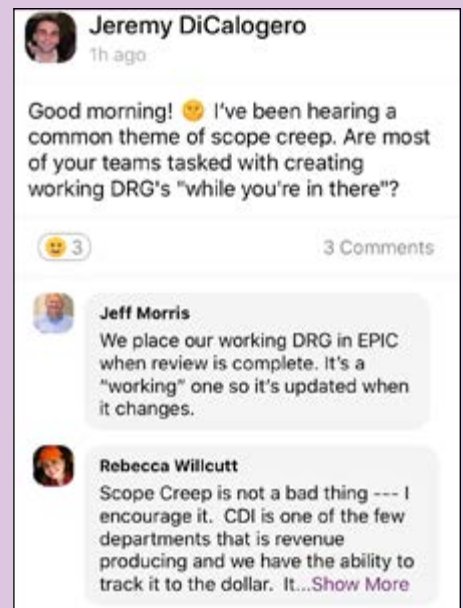 Jeremy DiCalogero
1h ago
Good morning! 🙂 I've been hearing a
common theme of scope creep. Are most
of your teams tasked with creating
working DRG's "while you're in there"?
🙂 3
3 Comments
Jeff Morris
We place our working DRG in EPIC
when review is complete. It's a
“working” one so it's updated when
it changes.
Rebecca Willcutt
Scope Creep is not a bad thing --- I
encourage it.  CDI is one of the few
departments that is revenue
producing and we have the ability to
track it to the dollar.  It...Show More